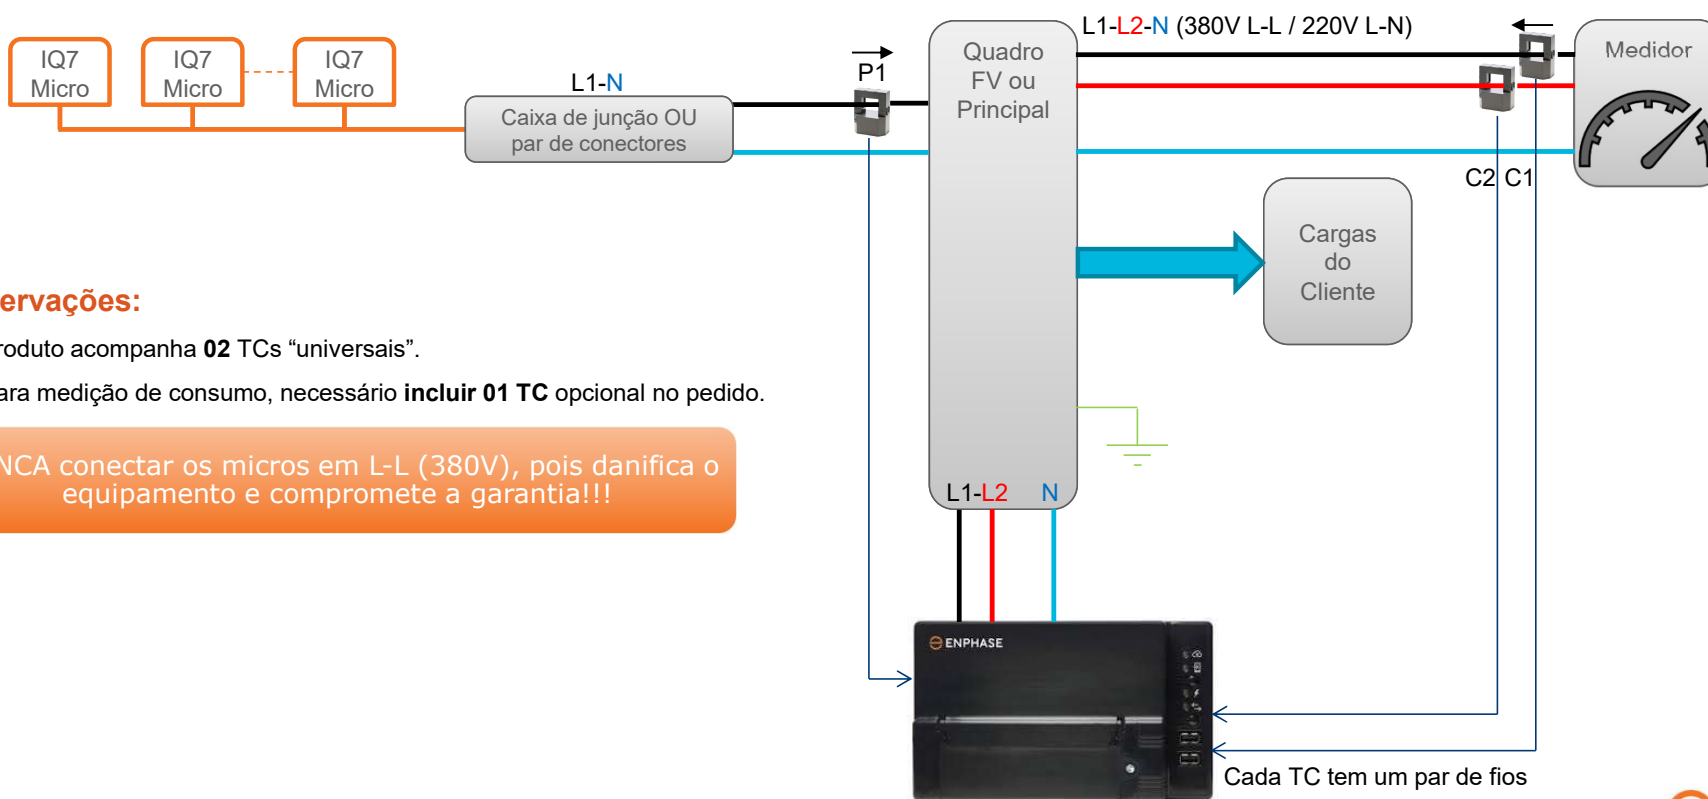 L1-L2-N (380V L-L / 220V L-N)
IQ7
Micro
IQ7
Micro
IQ7
Micro
L1-N
Caixa de junção OU
par de conectores
P1
Quadro
FV ou
Principal
Medidor
C2 C1
Cargas
do
Cliente
ervações:
roduto acompanha 02 TCs “universais”.
ara medição de consumo, necessário incluir 01 TC opcional no pedido.
NCA conectar os micros em L-L (380V), pois danifica o
equipamento e compromete a garantia!!!
L1-L2 N
ENPHASE
Cada TC tem um par de fios